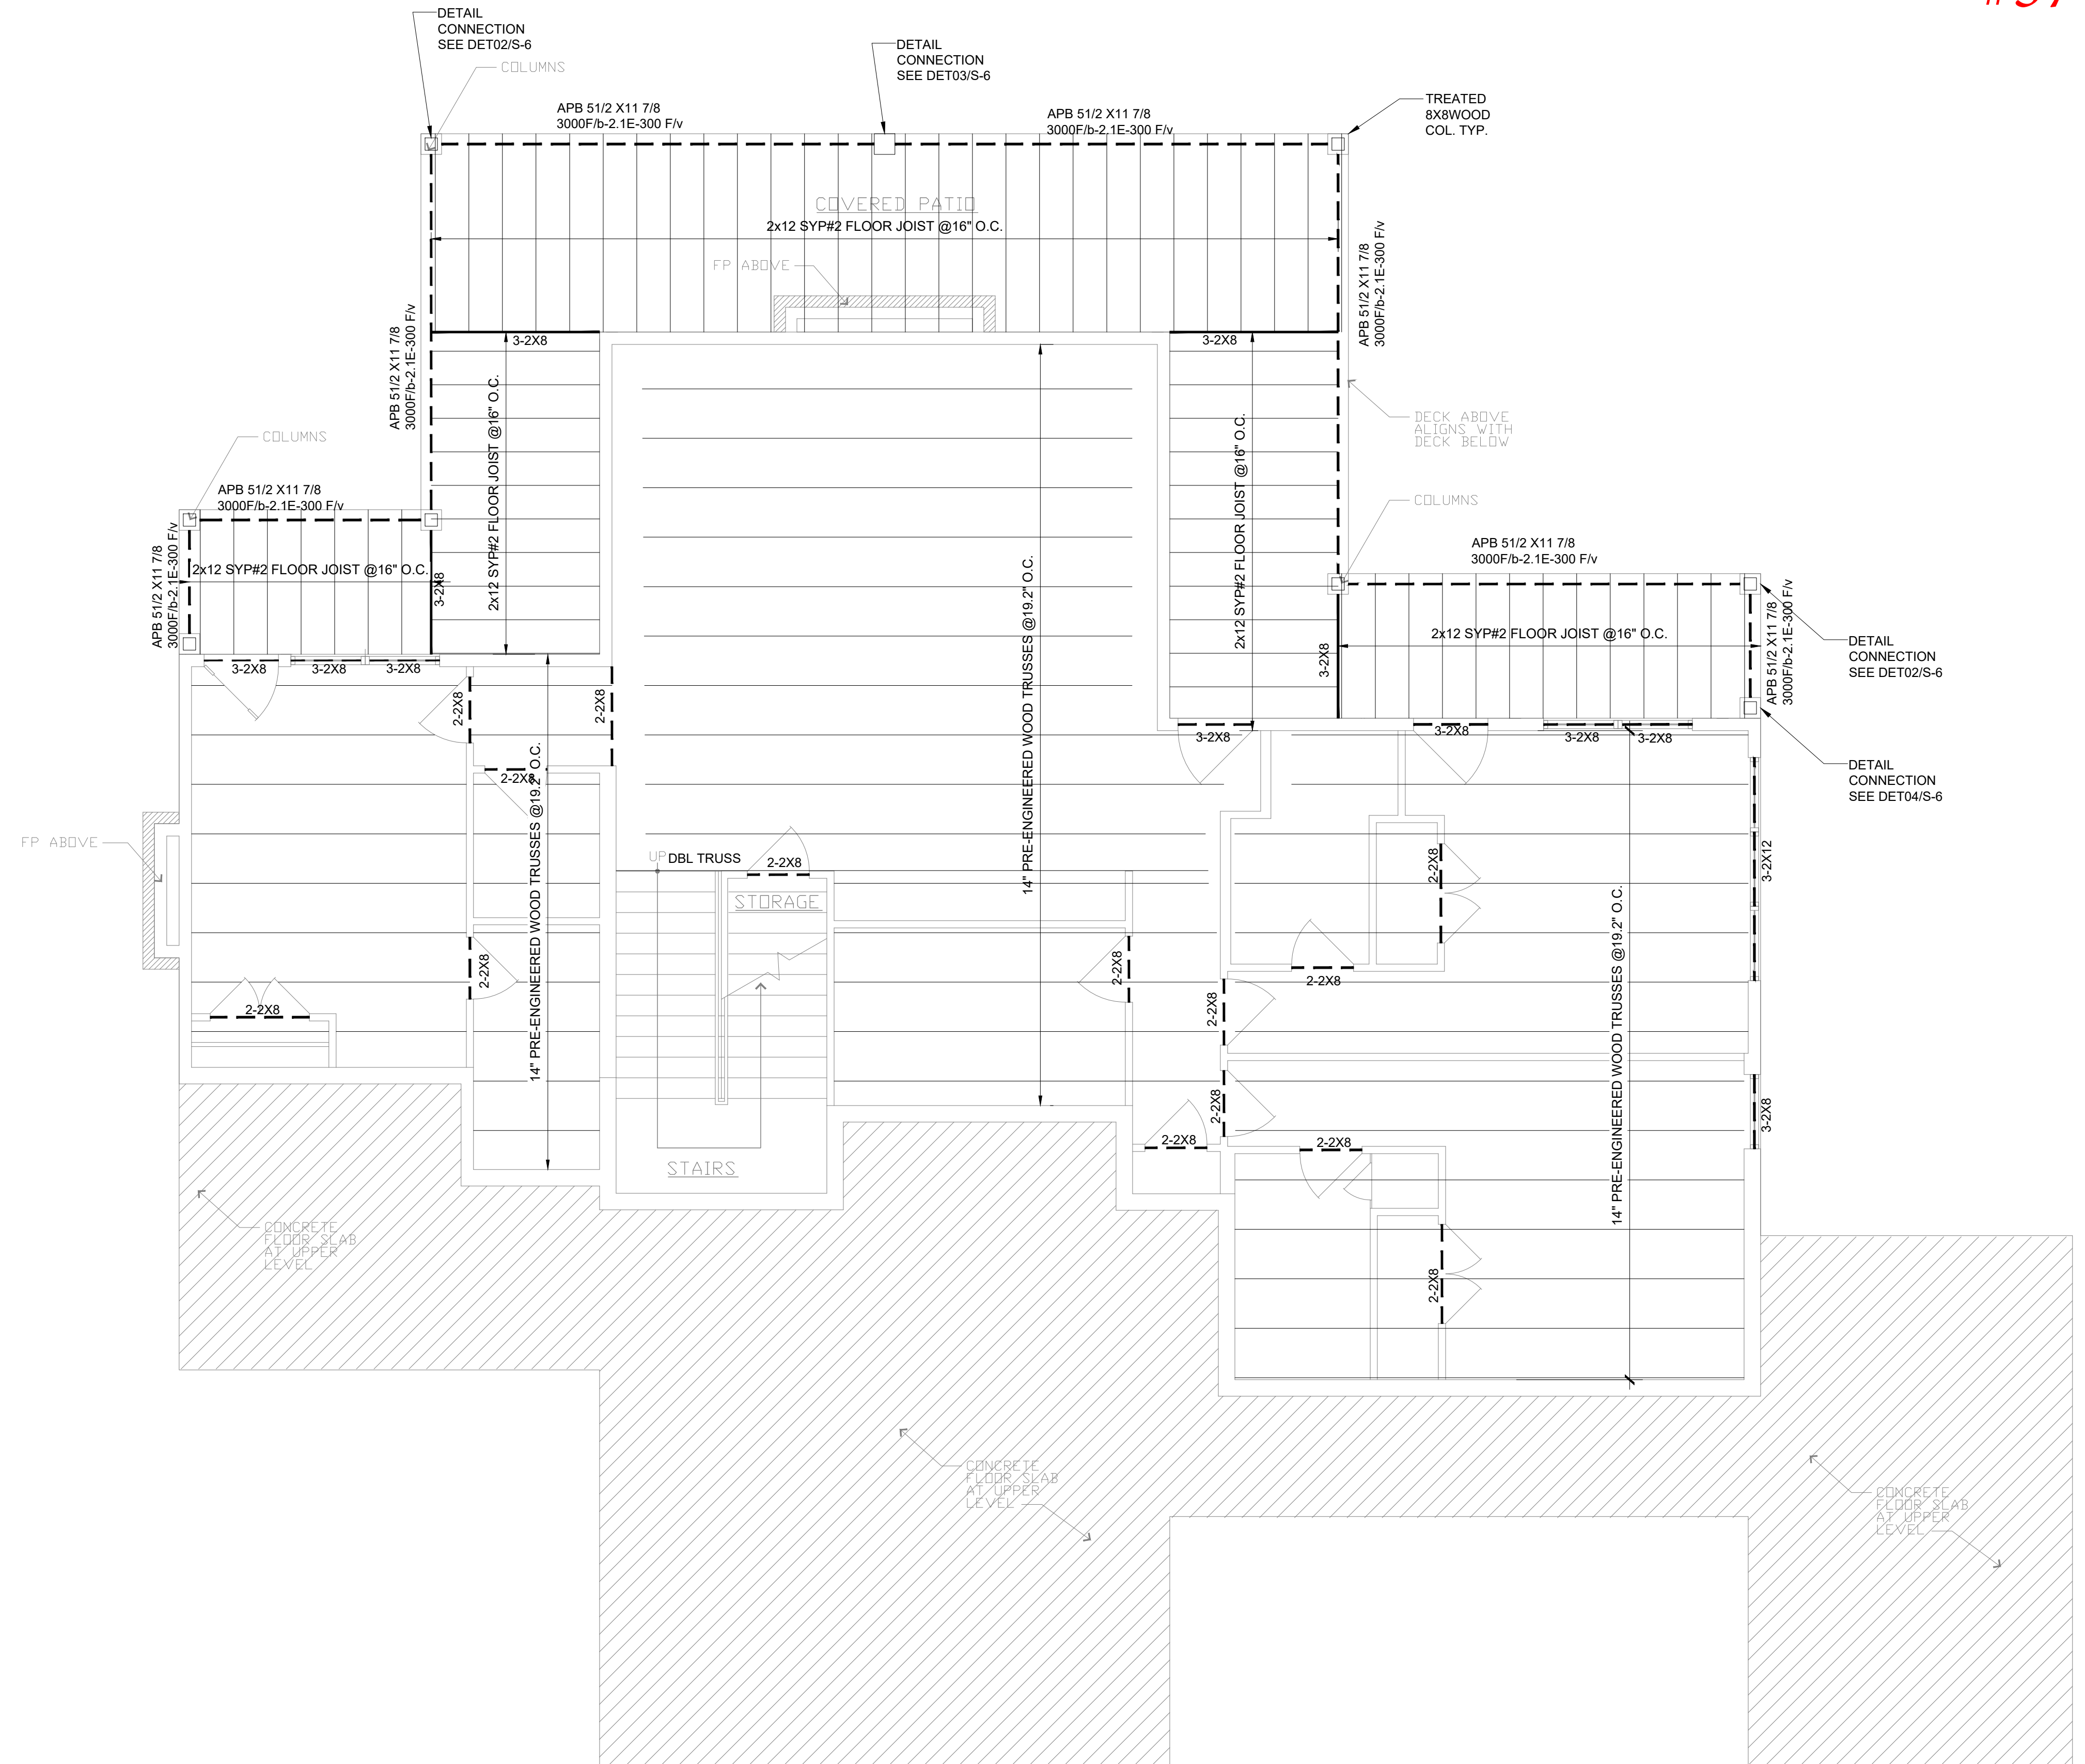 DETAIL
CONNECTION
SEE DET02/S-6
COLUMNS
DETAIL
CONNECTION
SEE DET03/S-6
APB 51/2 X11 7/8
3000F/b-2.1E-300 F/v
APB 51/2 X11 7/8
3000F/b-2.1E-300 F/v
TREATED
8X8WOOD
COL. TYP.
COVERED PATIO
2x12 SYP#2 FLOOR JOIST @16" O.C.
FP ABOVE
APB 51/2 X11 7/8
3000F/b-2.1E-300 F/v
APB 51/2 X11 7/8
3000F/b-2.1E-300 F/v
3-2X8
3-2X8
2x12 SYP#2 FLOOR JOIST @16" O.C.
2x12 SYP#2 FLOOR JOIST @16" O.C.
DECK ABOVE
ALIGNS WITH
DECK BELOW
COLUMNS
COLUMNS
APB 51/2 X11 7/8
3000F/b-2.1E-300 F/v
APB 51/2 X11 7/8
3000F/b-2.1E-300 F/v
2x12 SYP#2 FLOOR JOIST @16" O.C.
3-2X8
APB 51/2 X11 7/8
3000F/b-2.1E-300 F/v
APB 51/2 X11 7/8
3000F/b-2.1E-300 F/v
2x12 SYP#2 FLOOR JOIST @16" O.C.
3-2X8
DETAIL
CONNECTION
SEE DET02/S-6
DETAIL
CONNECTION
SEE DET04/S-6
3-2X8
3-2X8
3-2X8
2-2X8
2-2X8
2-2X8
3-2X8
3-2X8
3-2X8
3-2X8
14" PRE-ENGINEERED WOOD TRUSSES @19.2" O.C.
14" PRE-ENGINEERED WOOD TRUSSES @19.2" O.C.
14" PRE-ENGINEERED WOOD TRUSSES @19.2" O.C.
FP ABOVE
UP
DBL TRUSS
2-2X8
STORAGE
2-2X8
3-2X12
2-2X8
2-2X8
2-2X8
2-2X8
2-2X8
2-2X8
2-2X8
2-2X8
3-2X8
STAIRS
2-2X8
CONCRETE
FLOOR SLAB
AT UPPER
LEVEL
CONCRETE
FLOOR SLAB
AT UPPER
LEVEL
CONCRETE
FLOOR SLAB
AT UPPER
LEVEL